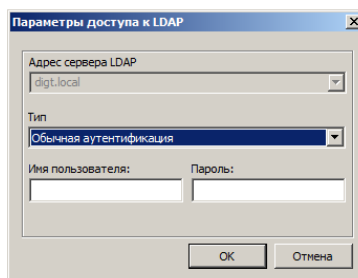 Параметры доступа к LDAP
Адрес сервера LDAP
digt.local
Тип
Обычная аутентификация
Имя пользователя: Пароль:
OK Отмена